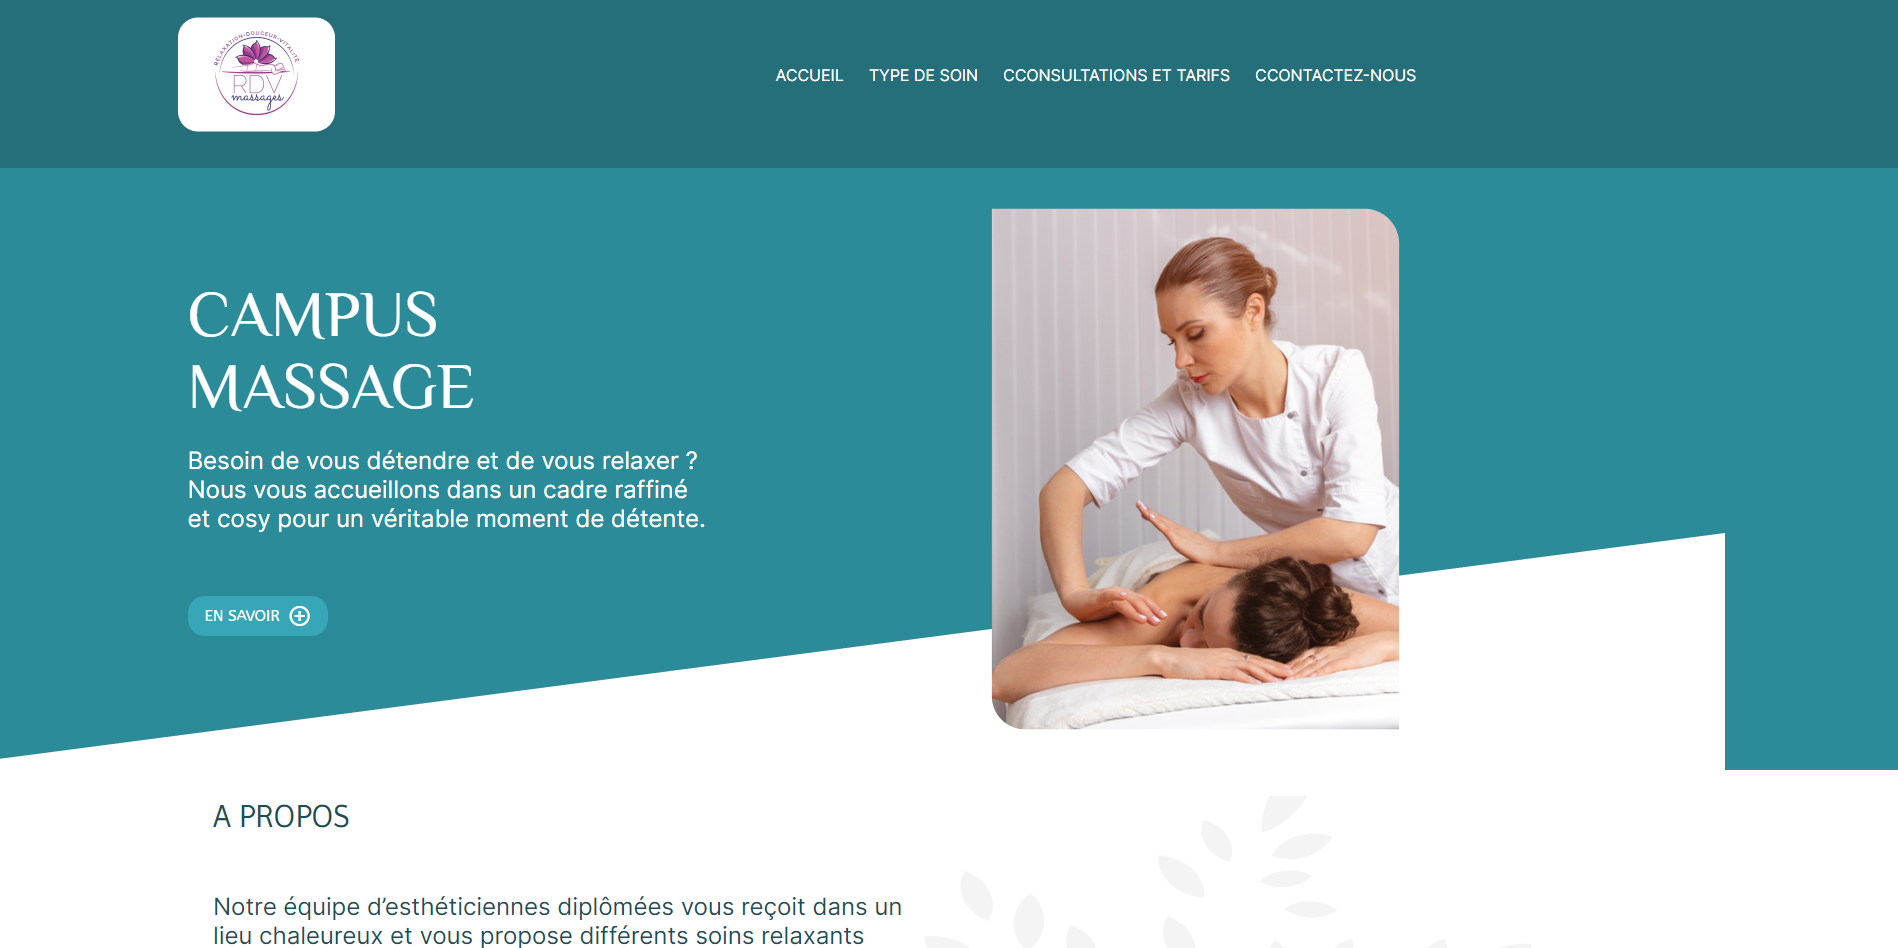 RELAXATION•DOUCEUR•VITALITÉ
RDV
massages
ACCUEIL TYPE DE SOIN CCONSULTATIONS ET TARIFS CCONTACTEZ-NOUS
CAMPUS
MASSAGE
Besoin de vous détendre et de vous relaxer ?
Nous vous accueillons dans un cadre raffiné
et cosy pour un véritable moment de détente.
EN SAVOIR
A PROPOS
Notre équipe d’esthéticiennes diplômées vous reçoit dans un
lieu chaleureux et vous propose différents soins relaxants